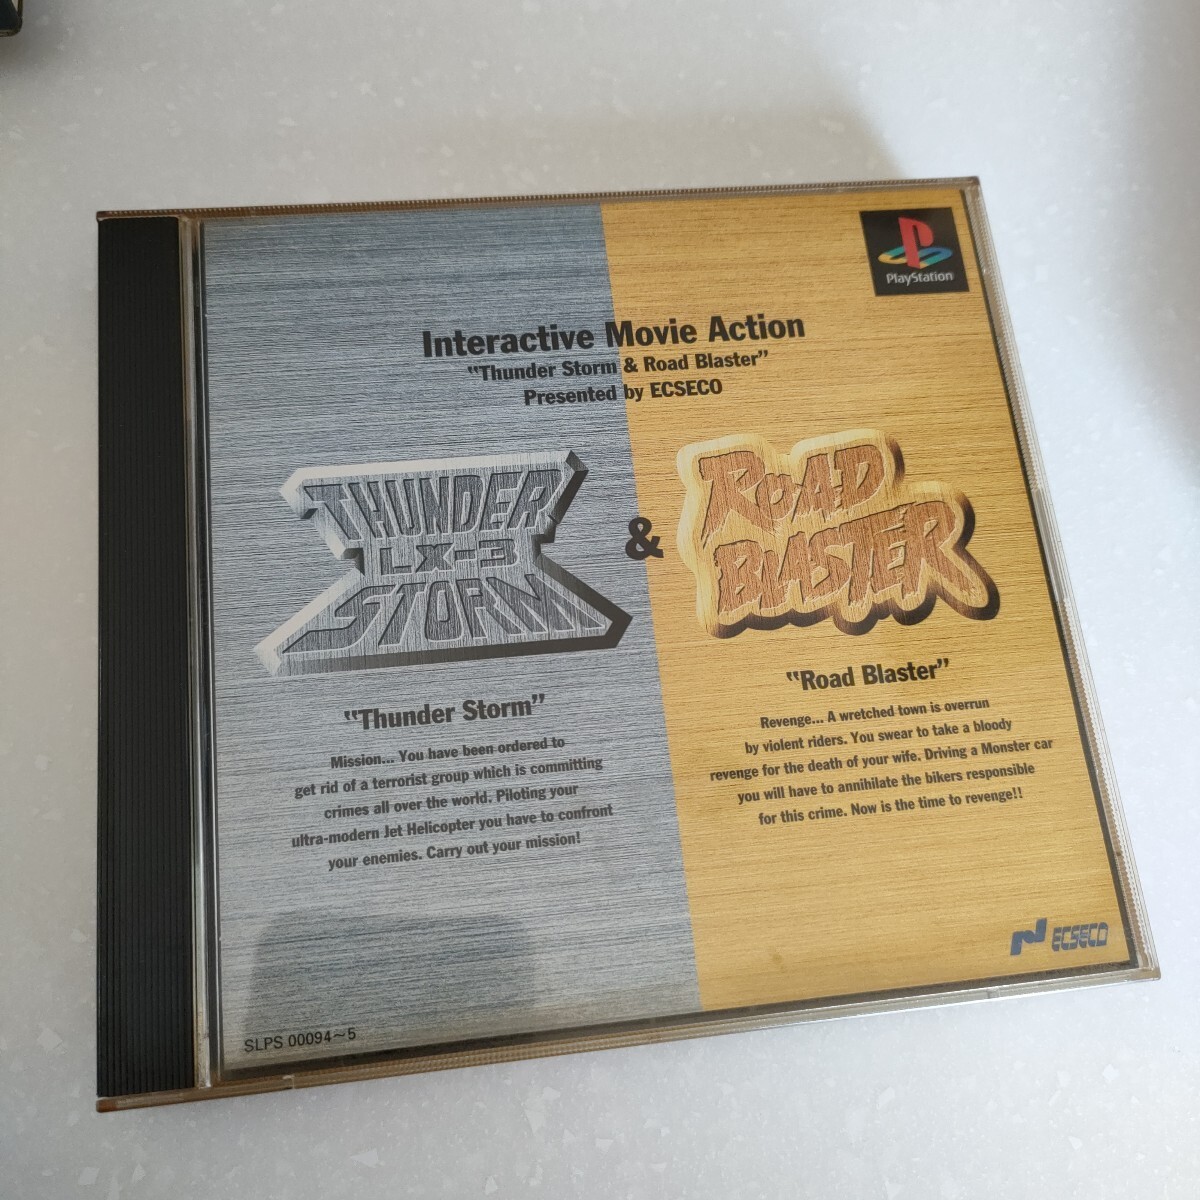 PlayStation
Interactive Movie Action
"Thunder Storm & Road Blaster"
Presented by ECSECO
THUNDER
LX-3
STORM
&
ROAD
BLASTER
"Thunder Storm"
Mission... You have been ordered to
get rid of a terrorist group which is committing
crimes all over the world. Piloting your
ultra-modern Jet Helicopter you have to confront
your enemies. Carry out your mission!
"Road Blaster"
Revenge... A wretched town is overrun
by violent riders. You swear to take a bloody
revenge for the death of your wife. Driving a Monster car
you will have to annihilate the bikers responsible
for this crime. Now is the time to revenge!!
ECSECO
SLPS 00094~5